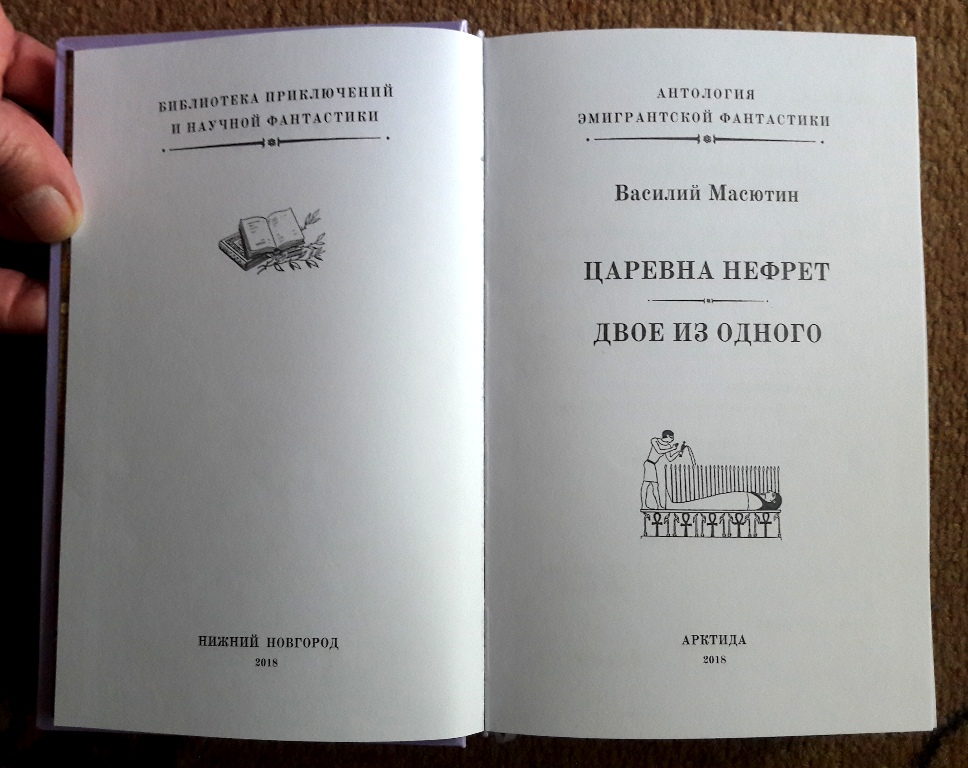 БИБЛИОТЕКА ПРИКЛЮЧЕНИЙ
И НАУЧНОЙ ФАНТАСТИКИ
НИЖНИЙ НОВГОРОД
2018
АНТОЛОГИЯ
ЭМИГРАНТСКОЙ ФАНТАСТИКИ
Василий Масютин
ЦАРЕВНА НЕФРЕТ
ДВОЕ ИЗ ОДНОГО
АРКТИДА
2018